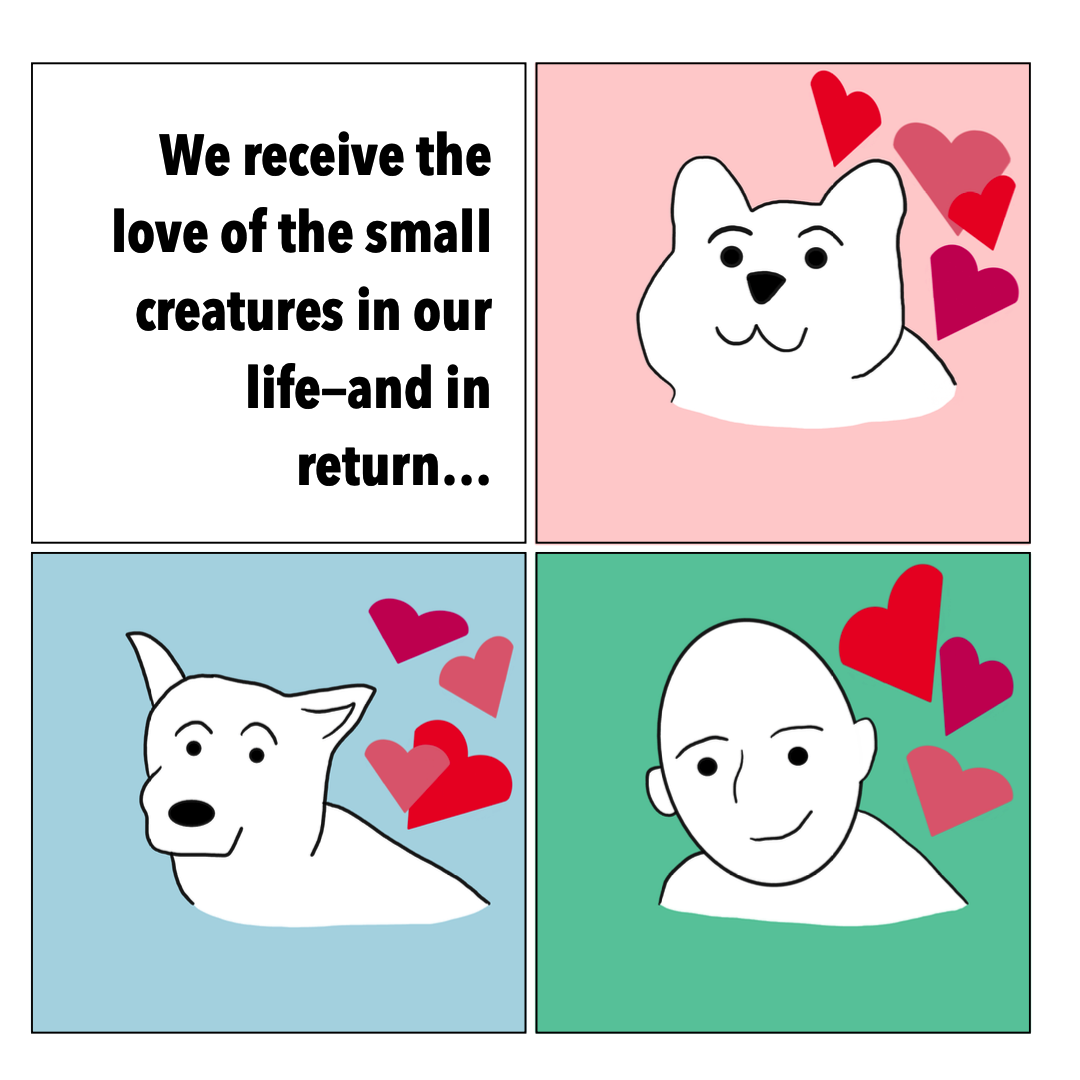 We receive the
love of the small
creatures in our
life—and in
return...